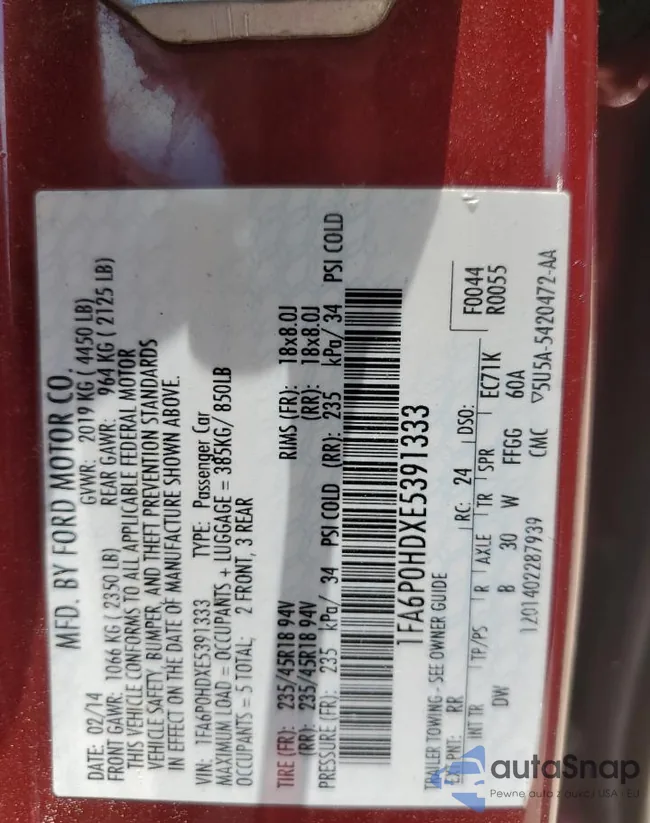 MFD. BY FORD MOTOR CO.
DATE: 02/14 GVWR: 2019 KG ( 4450 LB)
FRONT GAWR: 1066 KG ( 2350 LB) REAR GAWR: 964 KG ( 2125 LB)
THIS VEHICLE CONFORMS TO ALL APPLICABLE FEDERAL MOTOR
VEHICLE SAFETY, BUMPER, AND THEFT PREVENTION STANDARDS
IN EFFECT ON THE DATE OF MANUFACTURE SHOWN ABOVE.
VIN: 1FA6P0HDXE5391333 TYPE: Passenger Car
MAXIMUM LOAD = OCCUPANTS + LUGGAGE = 385KG/ 850LB
OCCUPANTS = 5 TOTAL; 2 FRONT, 3 REAR
TIRE (FR): 235/45R18 94V RIMS (FR): 18x8.0J
(RR): 235/45R18 94V (RR): 18x8.0J
PRESSURE (FR): 235 kPa/ 34 PSI COLD (RR): 235 kPa/ 34 PSI COLD
1FA6P0HDXE5391333
TRAILER TOWING - SEE OWNER GUIDE
EXT PNT: RR RC: 24 DSO: F0044
R0055
INT TR TP/PS R AXLE TR SPR EC71K
DW B 30 W FFGG 60A
1201402287939 CMC ▽5U5A-5420472-AA
autaSnap
Pewne auta z aukcji USA - EU